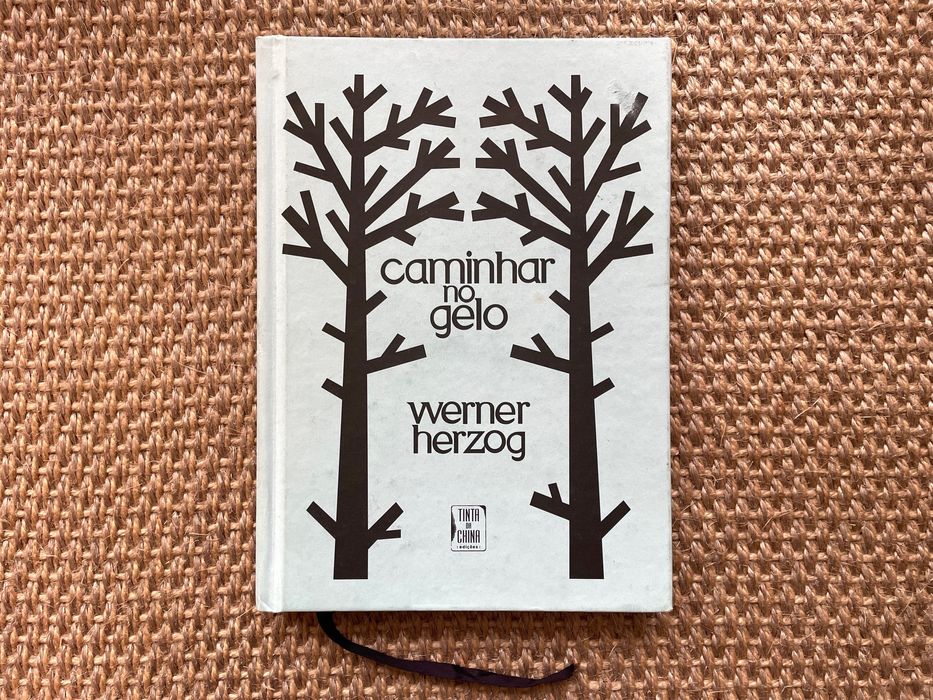 caminhar
no
gelo
werner
herzog
TINTA
DA
CHINA
edições